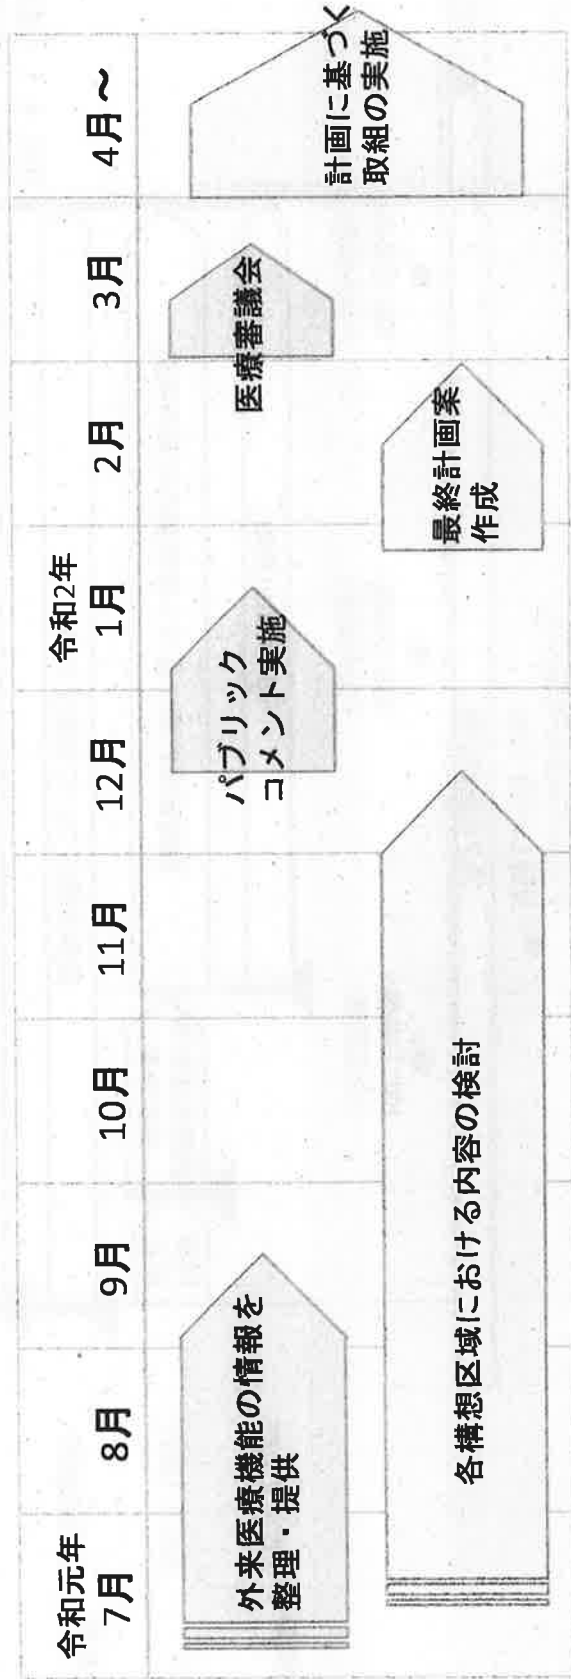 令和元年
7月
8月
9月
10月
11月
12月
令和2年
1月
2月
3月
4月～
外来医療機能の情報を
整理・提供
パブリック
コメント実施
医療審議会
計画に基づく
取組の実施
各構想区域における内容の検討
最終計画案
作成